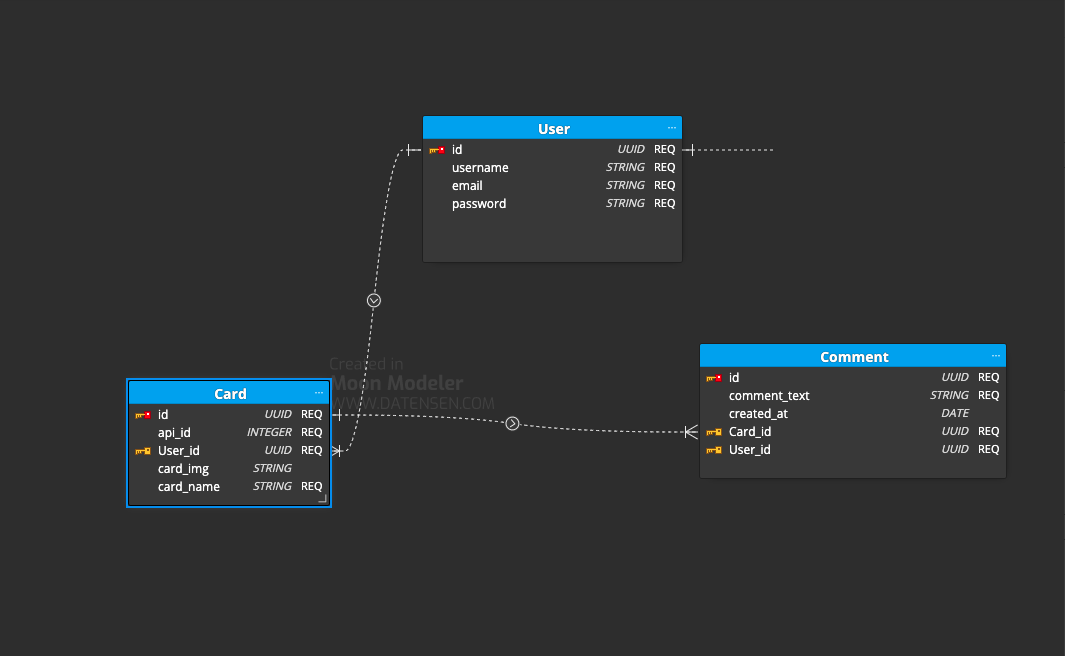 User ...
id UUID REQ
username STRING REQ
email STRING REQ
password STRING REQ
Created in
Moon Modeler
WWW.DATENSEN.COM
Card ...
id UUID REQ
api_id INTEGER REQ
User_id UUID REQ
card_img STRING
card_name STRING REQ
Comment ...
id UUID REQ
comment_text STRING REQ
created_at DATE
Card_id UUID REQ
User_id UUID REQ